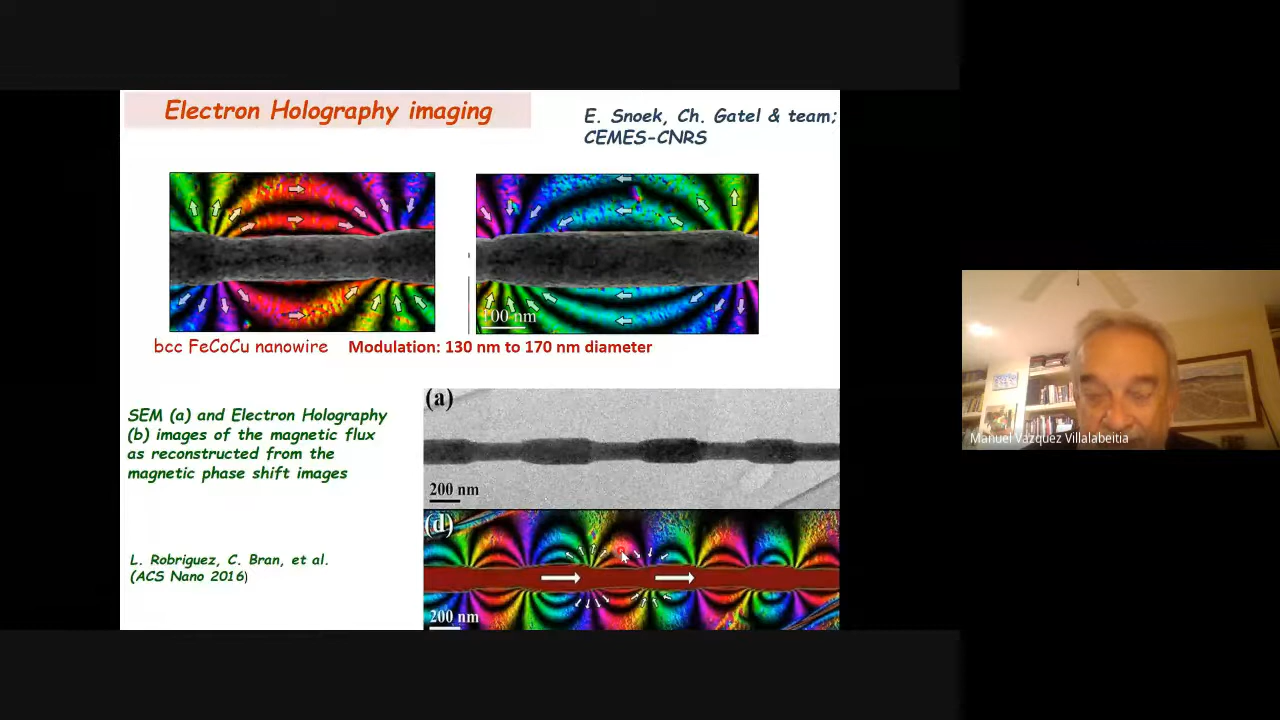 Electron Holography imaging
E. Snoek, Ch. Gatel & team;
CEMES-CNRS
100 nm
bcc FeCoCu nanowire Modulation: 130 nm to 170 nm diameter
SEM (a) and Electron Holography
(b) images of the magnetic flux
as reconstructed from the
magnetic phase shift images
(a)
200 nm
(d)
200 nm
L. Robriguez, C. Bran, et al.
(ACS Nano 2016)
Manuel Vazquez Villalabeitia